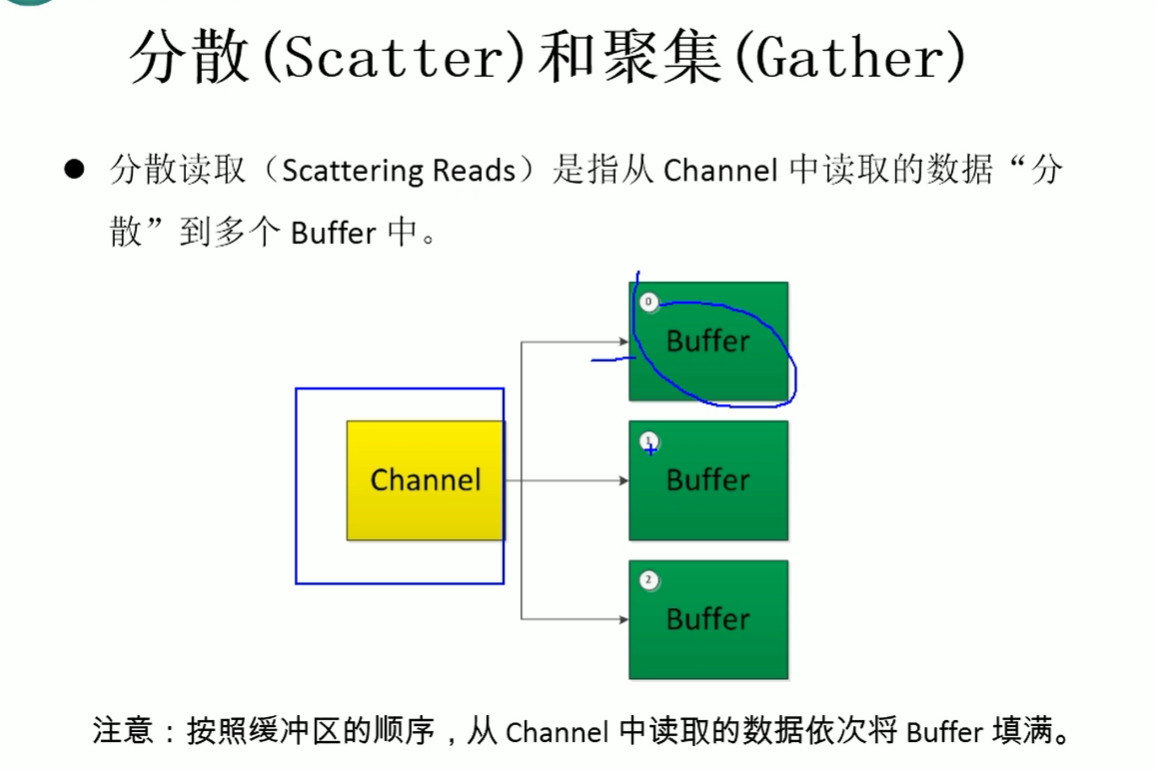 分散(Scatter)和聚集(Gather)
● 分散读取（Scattering Reads）是指从 Channel 中读取的数据“分
散”到多个 Buffer 中。
0
Buffer
Channel
1
Buffer
2
Buffer
注意：按照缓冲区的顺序，从 Channel 中读取的数据依次将 Buffer 填满。